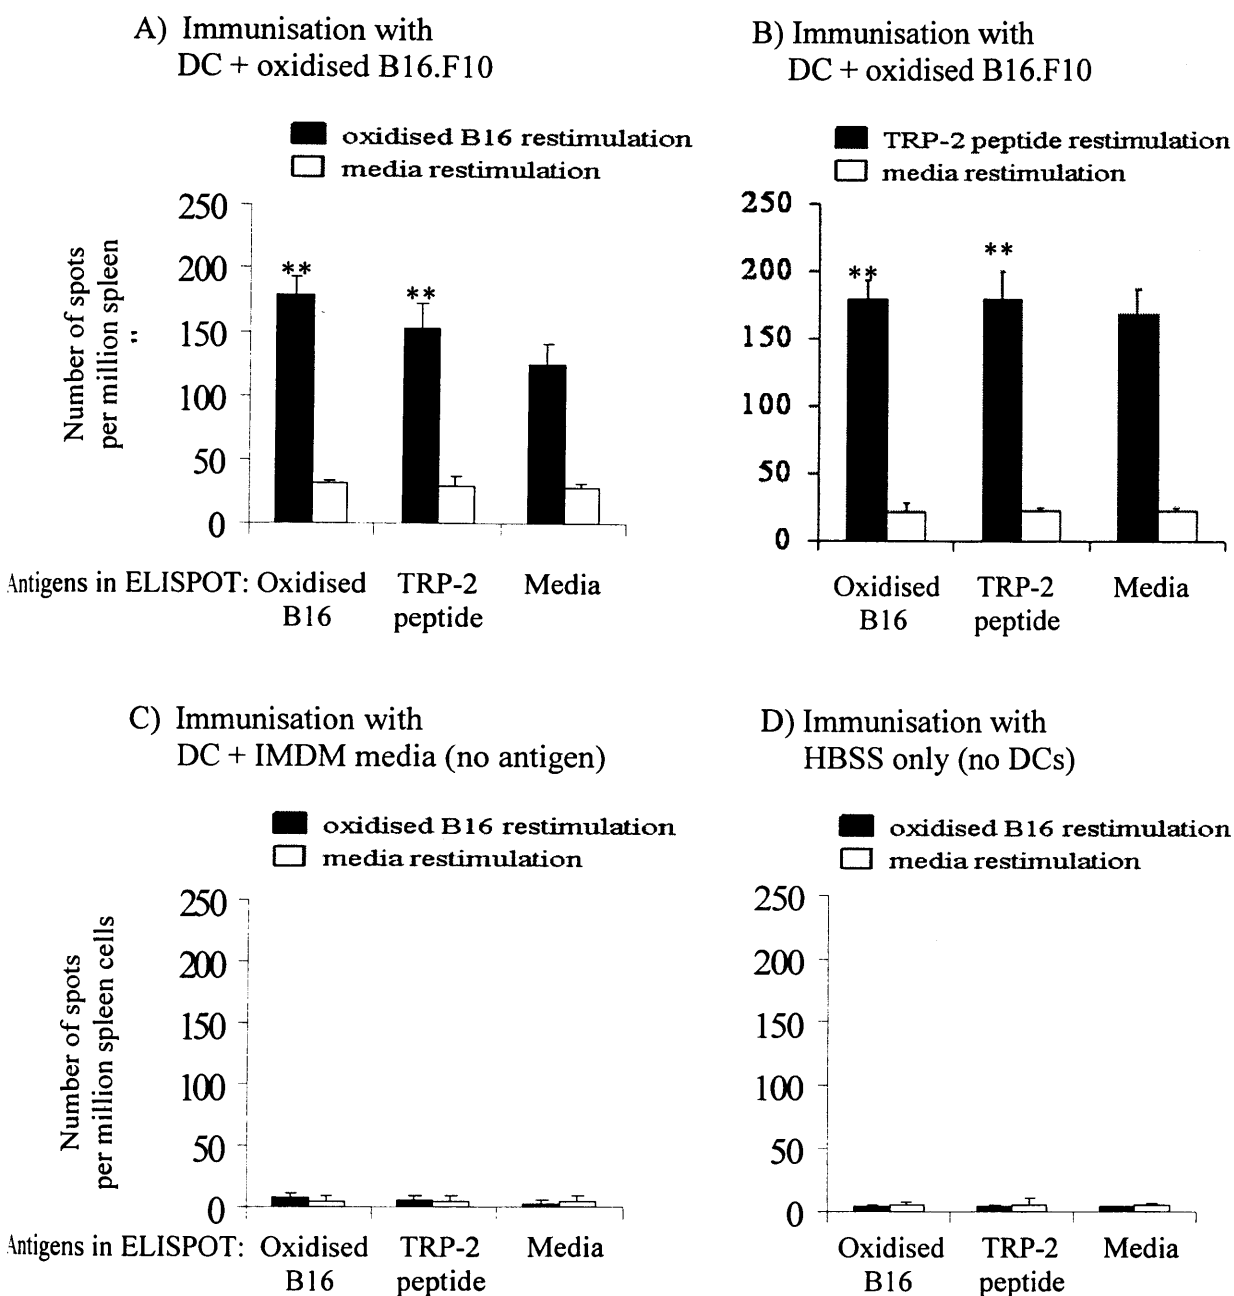 A) Immunisation with
DC + oxidised B16.F10
oxidised B16 restimulation
media restimulation
Number of spots
per million spleen
250
200
150
100
50
0
**
**
Antigens in ELISPOT: Oxidised B16
TRP-2 peptide
Media
B) Immunisation with
DC + oxidised B16.F10
TRP-2 peptide restimulation
media restimulation
250
200
150
100
50
0
**
**
Oxidised B16
TRP-2 peptide
Media
C) Immunisation with
DC + IMDM media (no antigen)
oxidised B16 restimulation
media restimulation
Number of spots
per million spleen cells
250
200
150
100
50
0
Antigens in ELISPOT: Oxidised B16
TRP-2 peptide
Media
D) Immunisation with
HBSS only (no DCs)
oxidised B16 restimulation
media restimulation
250
200
150
100
50
0
Oxidised B16
TRP-2 peptide
Media